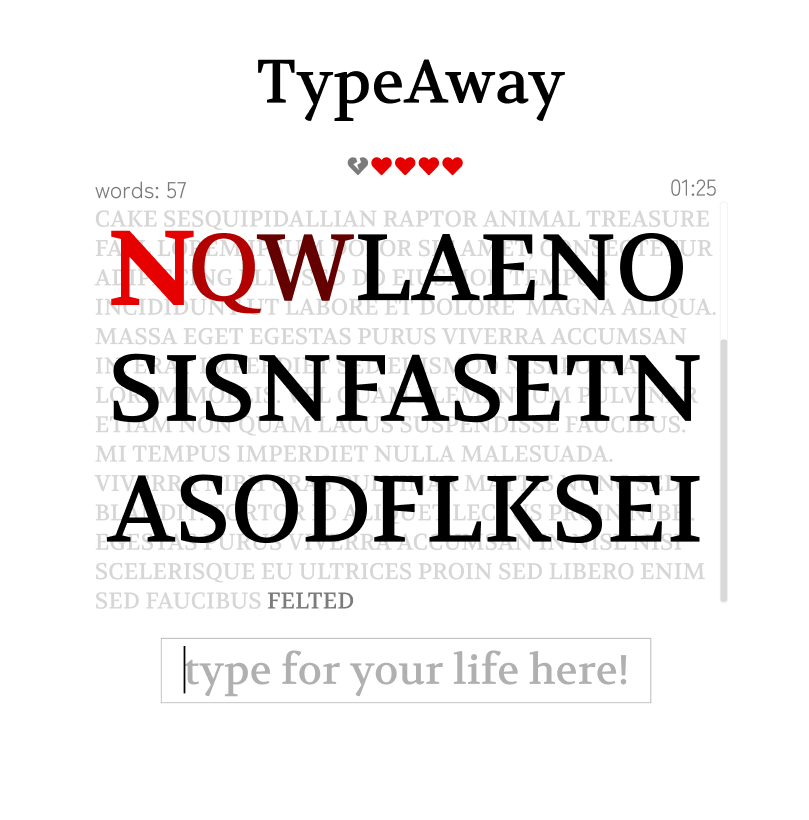 TypeAway
words: 57
01:25
CAKE SESQUIPIDALLIAN RAPTOR ANIMAL TREASURE
NQWLAENO
INCIDIDUNT UT LABORE ET DOLORE MAGNA ALIQUA.
MASSA EGET EGESTAS PURUS VIVERRA ACCUMSAN
SISNFASETN
ETIAM NON QUAM LACUS SUSPENDISSE FAUCIBUS.
MI TEMPUS IMPERDIET NULLA MALESUADA.
ASODFLKSEI
EGESTAS PURUS VIVERRA ACCUMSAN IN NISL NISI
SCELERISQUE EU ULTRICES PROIN SED LIBERO ENIM
SED FAUCIBUS FELTED
type for your life here!